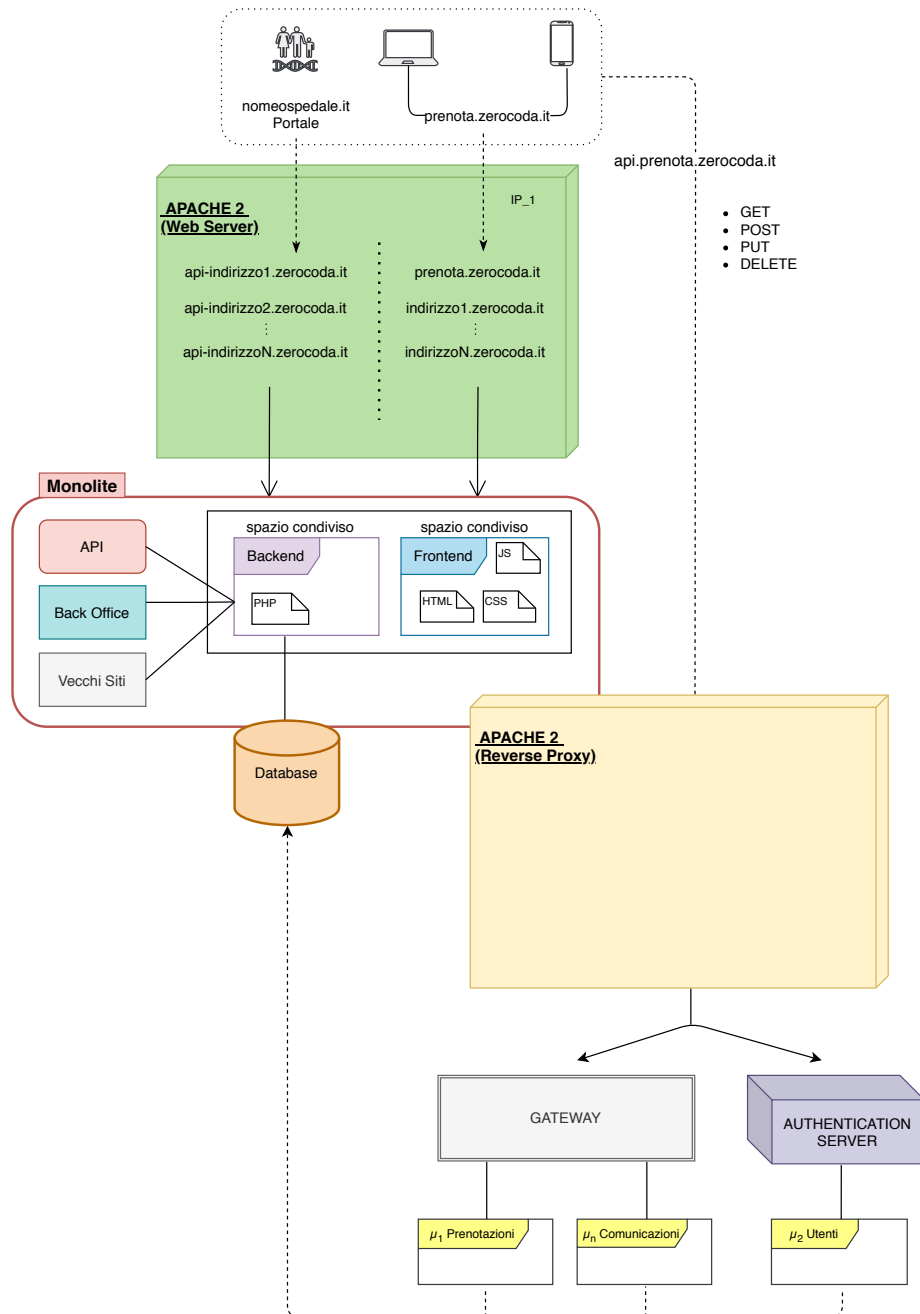 nomeospedale.it
Portale
prenota.zerocoda.it
api.prenota.zerocoda.it
• GET
• POST
• PUT
• DELETE
APACHE 2
(Web Server)
IP_1
api-indirizzo1.zerocoda.it
prenota.zerocoda.it
api-indirizzo2.zerocoda.it
indirizzo1.zerocoda.it
api-indirizzoN.zerocoda.it
indirizzoN.zerocoda.it
Monolite
API
Back Office
Vecchi Siti
spazio condiviso
Backend
PHP
spazio condiviso
Frontend
JS
HTML
CSS
Database
APACHE 2
(Reverse Proxy)
GATEWAY
AUTHENTICATION
SERVER
μ₁ Prenotazioni
μₙ Comunicazioni
μ₂ Utenti